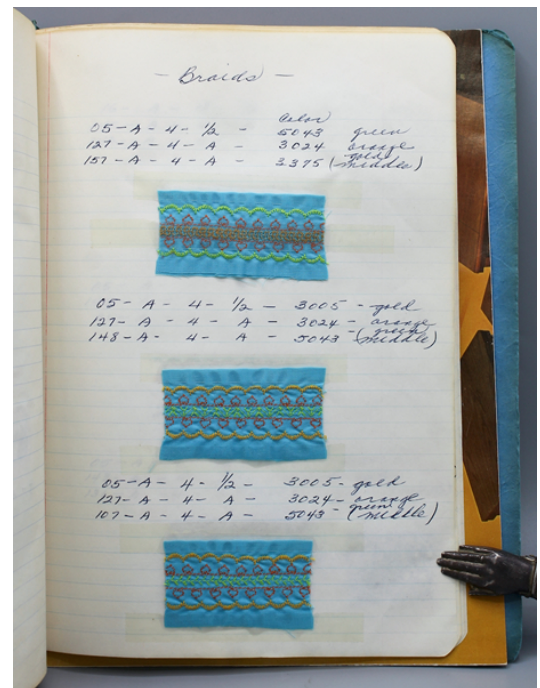 - Braids -
Color
05 - A - 4 - 1/2 - 5043 green
127 - A - 4 - A - 3024 orange
157 - A - 4 - A - 3375 (gold middle)
05 - A - 4 - 1/2 - 3005 - gold
127 - A - 4 - A - 3024 - orange
148 - A - 4 - A - 5043 - (green middle)
05 - A - 4 - 1/2 - 3005 - gold
127 - A - 4 - A - 3024 - orange
107 - A - 4 - A - 5043 - green (middle)